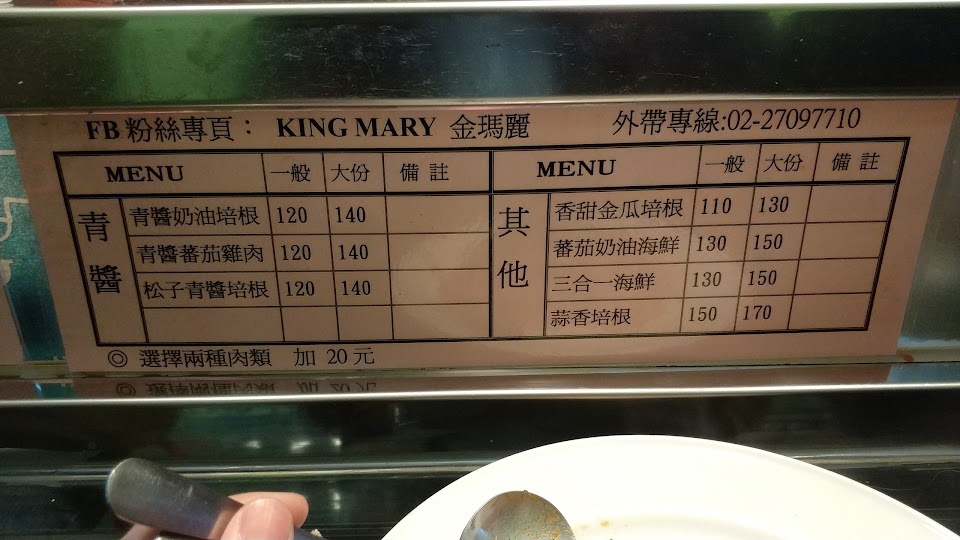 FB 粉絲專頁： KING MARY 金瑪麗 外帶專線:02-27097710
MENU 一般 大份 備註
青醬
青醬奶油培根 120 140
青醬蕃茄雞肉 120 140
松子青醬培根 120 140
MENU 一般 大份 備註
其他
香甜金瓜培根 110 130
蕃茄奶油海鮮 130 150
三合一海鮮 130 150
蒜香培根 150 170
◎ 選擇兩種肉類 加 20 元